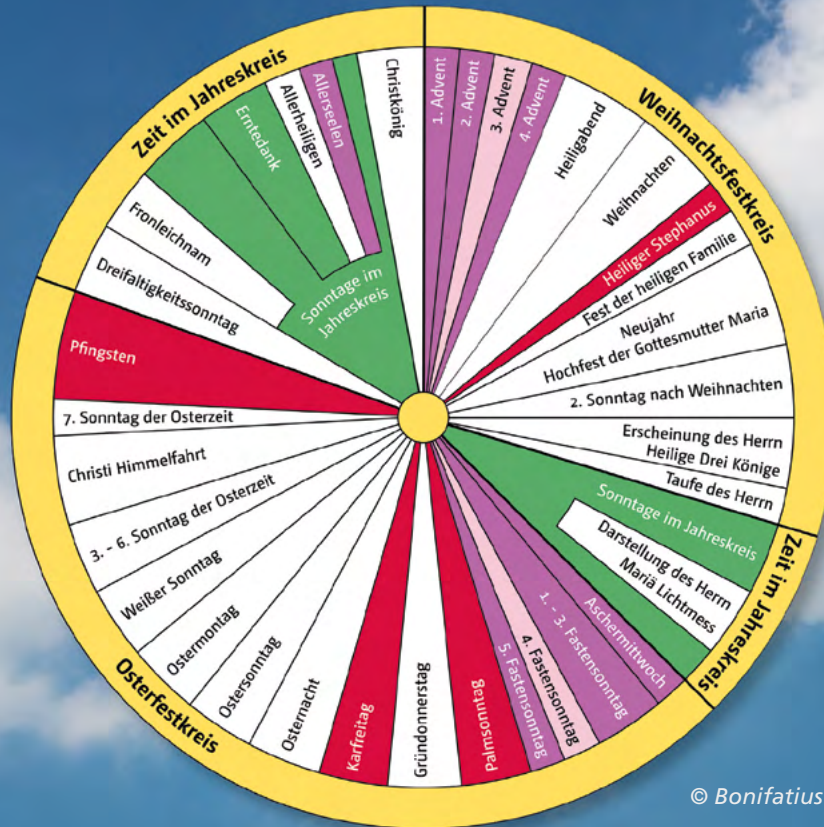 Weihnachtsfestkreis
1. Advent
2. Advent
3. Advent
4. Advent
Heiligabend
Weihnachten
Heiliger Stephanus
Fest der heiligen Familie
Neujahr
Hochfest der Gottesmutter Maria
2. Sonntag nach Weihnachten
Erscheinung des Herrn
Heilige Drei Könige
Taufe des Herrn
Zeit im Jahreskreis
Sonntage im Jahreskreis
Darstellung des Herrn
Mariä Lichtmess
Osterfestkreis
Aschermittwoch
1. - 3. Fastensonntag
4. Fastensonntag
5. Fastensonntag
Palmsonntag
Gründonnerstag
Karfreitag
Osternacht
Ostersonntag
Ostermontag
Weißer Sonntag
3. - 6. Sonntag der Osterzeit
Christi Himmelfahrt
7. Sonntag der Osterzeit
Pfingsten
Zeit im Jahreskreis
Dreifaltigkeitssonntag
Fronleichnam
Sonntage im
Jahreskreis
Erntedank
Allerheiligen
Allerseelen
Christkönig
© Bonifatius